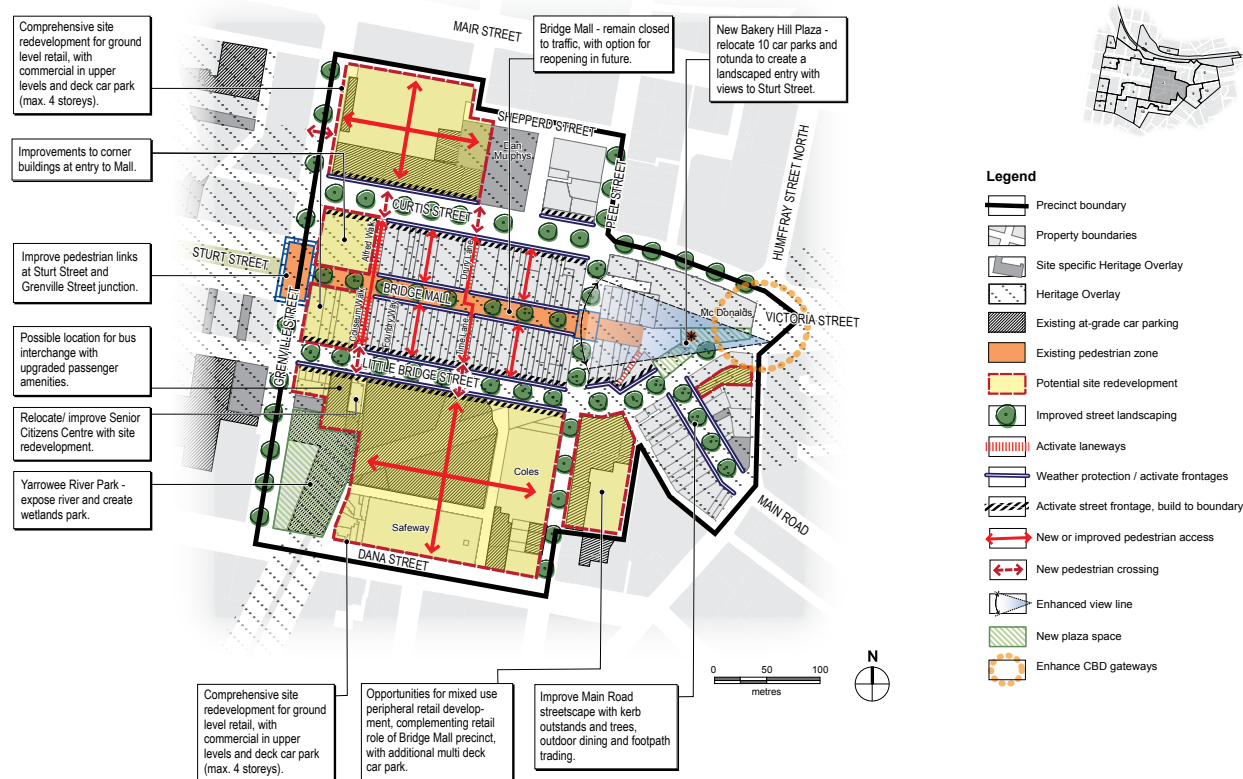 Comprehensive site
redevelopment for ground
level retail, with
commercial in upper
levels and deck car park
(max. 4 storeys).
Improvements to corner
buildings at entry to Mall.
Improve pedestrian links
at Sturt Street and
Grenville Street junction.
Possible location for bus
interchange with
upgraded passenger
amenities.
Relocate/ improve Senior
Citizens Centre with site
redevelopment.
Yarrowee River Park -
expose river and create
wetlands park.
Bridge Mall - remain closed
to traffic, with option for
reopening in future.
New Bakery Hill Plaza -
relocate 10 car parks and
rotunda to create a
landscaped entry with
views to Sturt Street.
MAIR STREET
SHEPPERD STREET
Dan
Murphys
PEEL STREET
HUMFFRAY STREET NORTH
CURTIS STREET
STURT STREET
GRENVILLE STREET
Alfred Walk
Drury Lane
BRIDGE MALL
Coliseum Walk
Country Way
Time Lane
Mc Donalds
VICTORIA STREET
LITTLE BRIDGE STREET
Coles
Safeway
DANA STREET
MAIN ROAD
Comprehensive site
redevelopment for ground
level retail, with
commercial in upper
levels and deck car park
(max. 4 storeys).
Opportunities for mixed use
peripheral retail develop-
ment, complementing retail
role of Bridge Mall precinct,
with additional multi deck
car park.
Improve Main Road
streetscape with kerb
outstands and trees,
outdoor dining and footpath
trading.
0 50 100
metres
N
Legend
Precinct boundary
Property boundaries
Site specific Heritage Overlay
Heritage Overlay
Existing at-grade car parking
Existing pedestrian zone
Potential site redevelopment
Improved street landscaping
Activate laneways
Weather protection / activate frontages
Activate street frontage, build to boundary
New or improved pedestrian access
New pedestrian crossing
Enhanced view line
New plaza space
Enhance CBD gateways